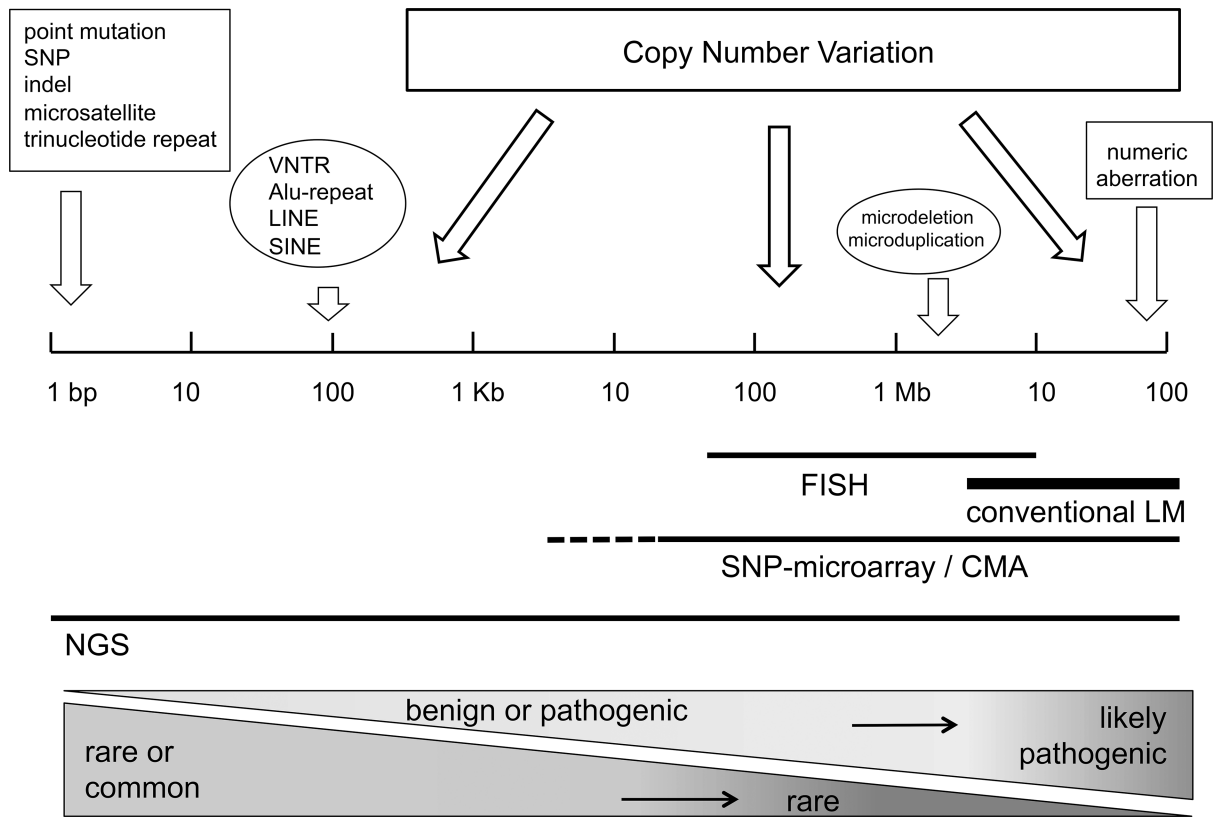 point mutation
SNP
indel
microsatellite
trinucleotide repeat
Copy Number Variation
VNTR
Alu-repeat
LINE
SINE
microdeletion
microduplication
numeric
aberration
1 bp 10 100 1 Kb 10 100 1 Mb 10 100
FISH
conventional LM
SNP-microarray / CMA
NGS
benign or pathogenic
likely
pathogenic
rare or
common
rare